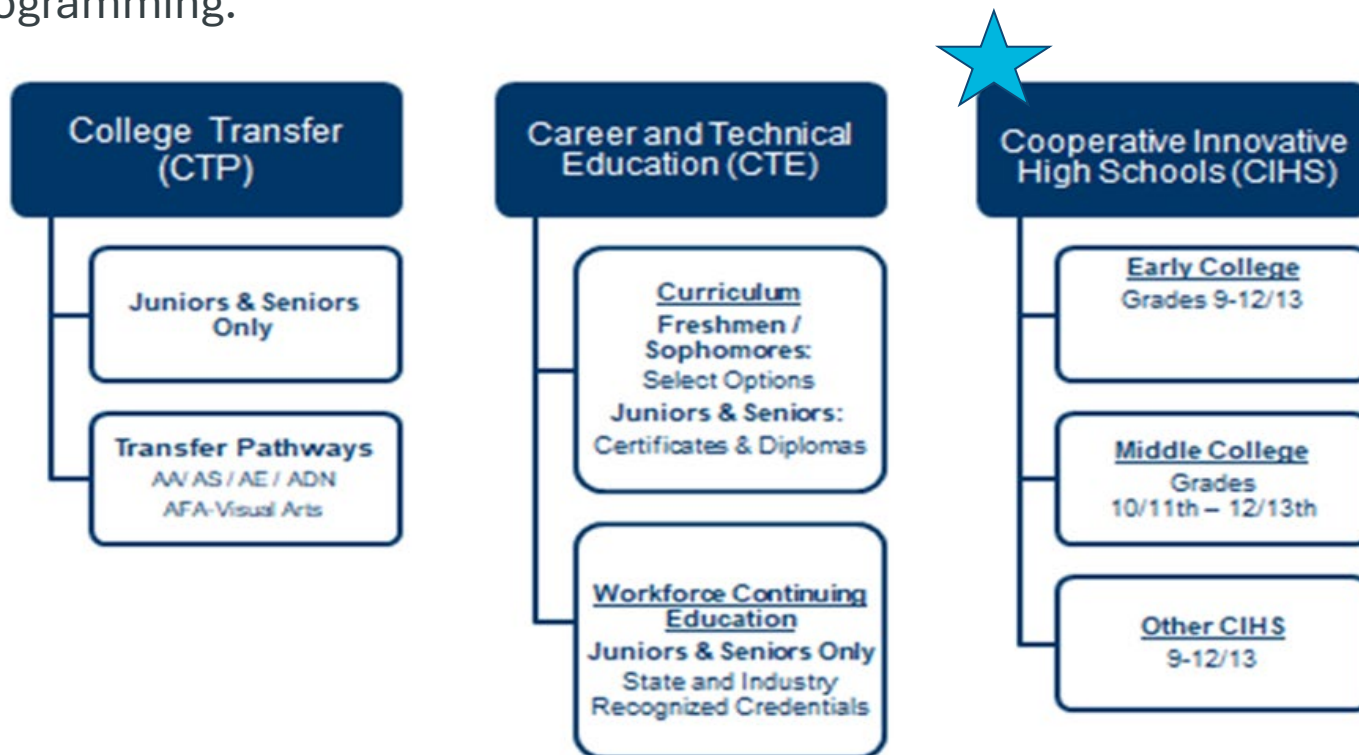 ogramming.
College Transfer
(CTP)
Juniors & Seniors
Only
Transfer Pathways
AA/ AS / AE / ADN
AFA-Visual Arts
Career and Technical
Education (CTE)
Curriculum
Freshmen /
Sophomores:
Select Options
Juniors & Seniors:
Certificates & Diplomas
Workforce Continuing
Education
Juniors & Seniors Only
State and Industry
Recognized Credentials
Cooperative Innovative
High Schools (CIHS)
Early College
Grades 9-12/13
Middle College
Grades
10/11th – 12/13th
Other CIHS
9-12/13